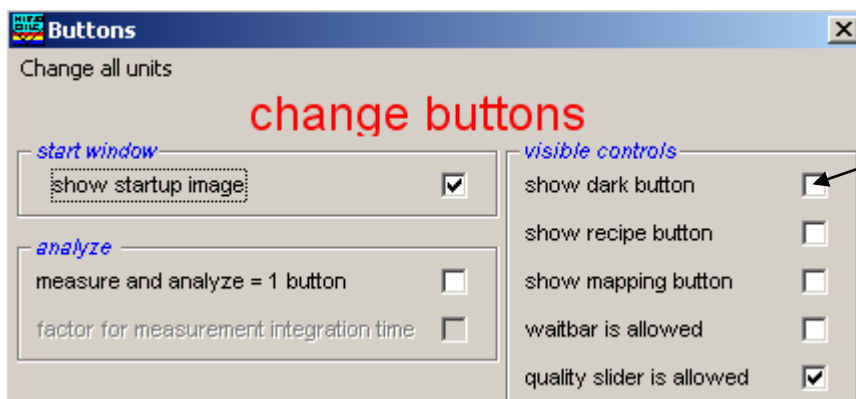 Buttons
Change all units
change buttons
start window
show startup image
analyze
measure and analyze = 1 button
factor for measurement integration time
visible controls
show dark button
show recipe button
show mapping button
waitbar is allowed
quality slider is allowed